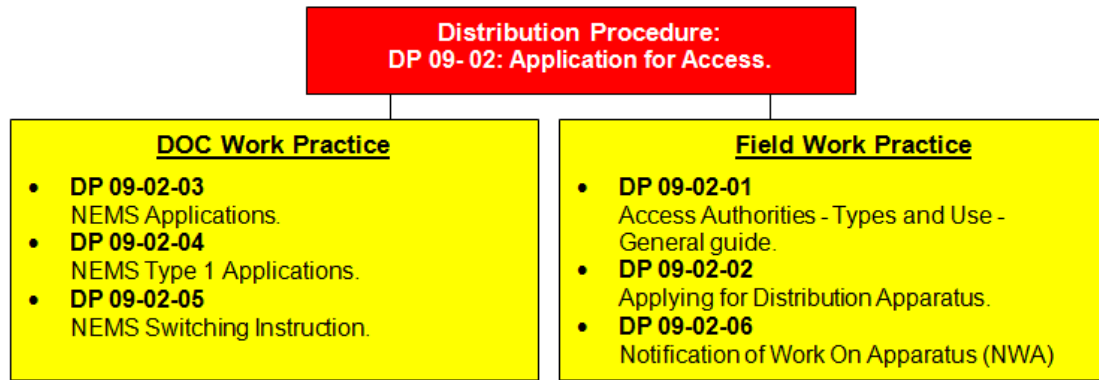 Distribution Procedure:
DP 09- 02: Application for Access.
DOC Work Practice
• DP 09-02-03
NEMS Applications.
• DP 09-02-04
NEMS Type 1 Applications.
• DP 09-02-05
NEMS Switching Instruction.
Field Work Practice
• DP 09-02-01
Access Authorities - Types and Use -
General guide.
• DP 09-02-02
Applying for Distribution Apparatus.
• DP 09-02-06
Notification of Work On Apparatus (NWA)